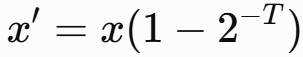 x′ = x(1 − 2^{−T})